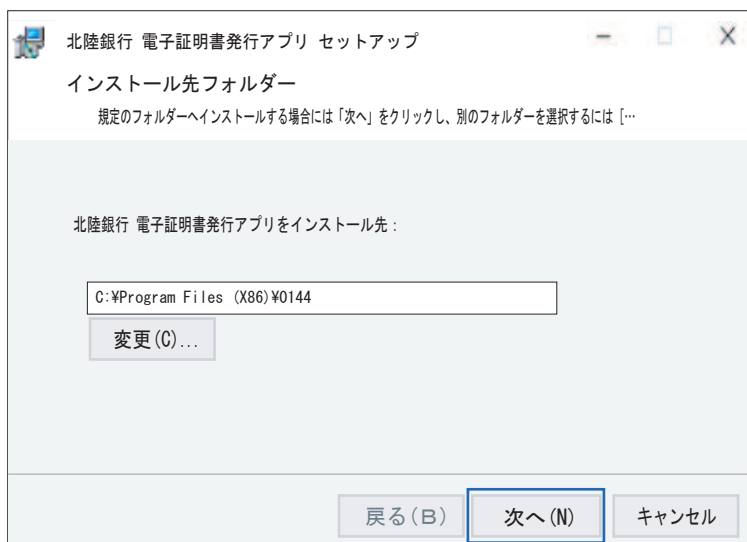 北陸銀行 電子証明書発行アプリ セットアップ
インストール先フォルダー
規定のフォルダーへインストールする場合には「次へ」をクリックし、別のフォルダーを選択するには […
北陸銀行 電子証明書発行アプリをインストール先：
C:¥Program Files (X86)¥0144
変更(C)...
戻る(B)
次へ(N)
キャンセル